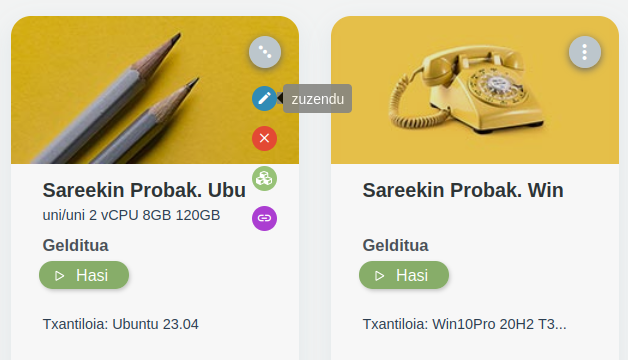 zuzendu
Sareekin Probak. Ubu
uni/uni 2 vCPU 8GB 120GB
Gelditua
Hasi
Txantiloia: Ubuntu 23.04
Sareekin Probak. Win
Gelditua
Hasi
Txantiloia: Win10Pro 20H2 T3...